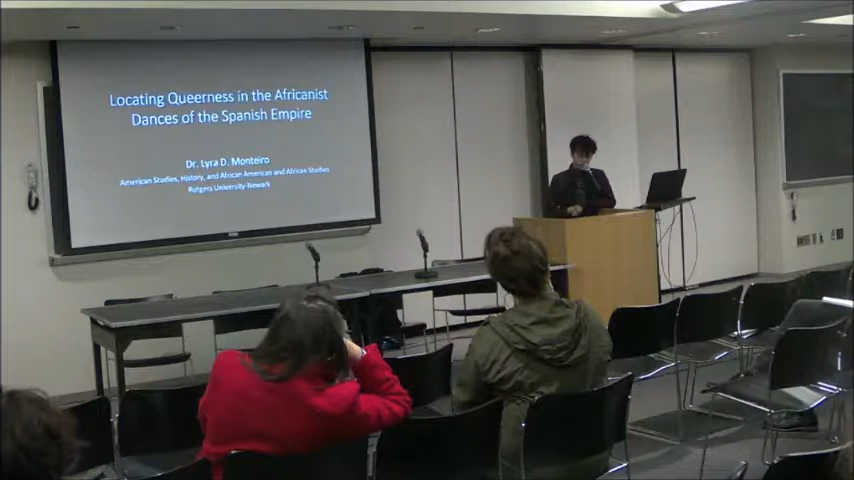 Locating Queerness in the Africanist
Dances of the Spanish Empire
Dr. Lyra D. Monteiro
American Studies, History, and African American and African Studies
Rutgers University-Newark